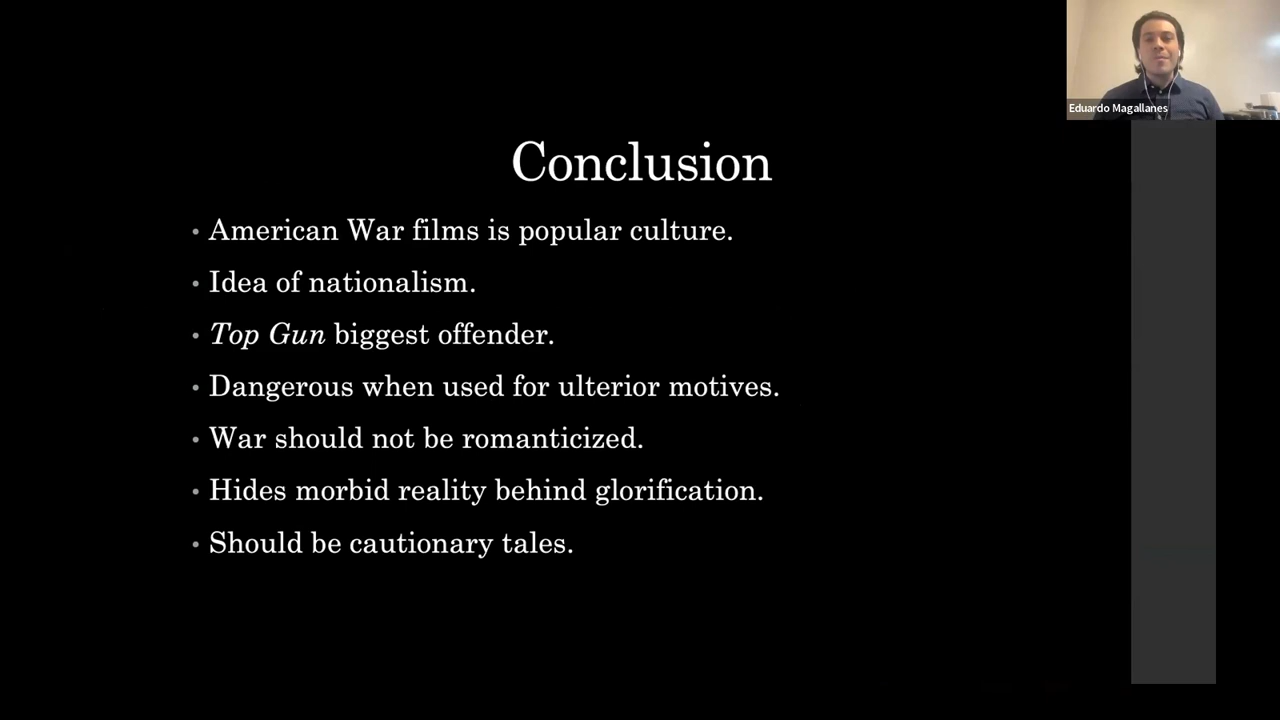 Eduardo Magallanes
Conclusion
• American War films is popular culture.
• Idea of nationalism.
• Top Gun biggest offender.
• Dangerous when used for ulterior motives.
• War should not be romanticized.
• Hides morbid reality behind glorification.
• Should be cautionary tales.